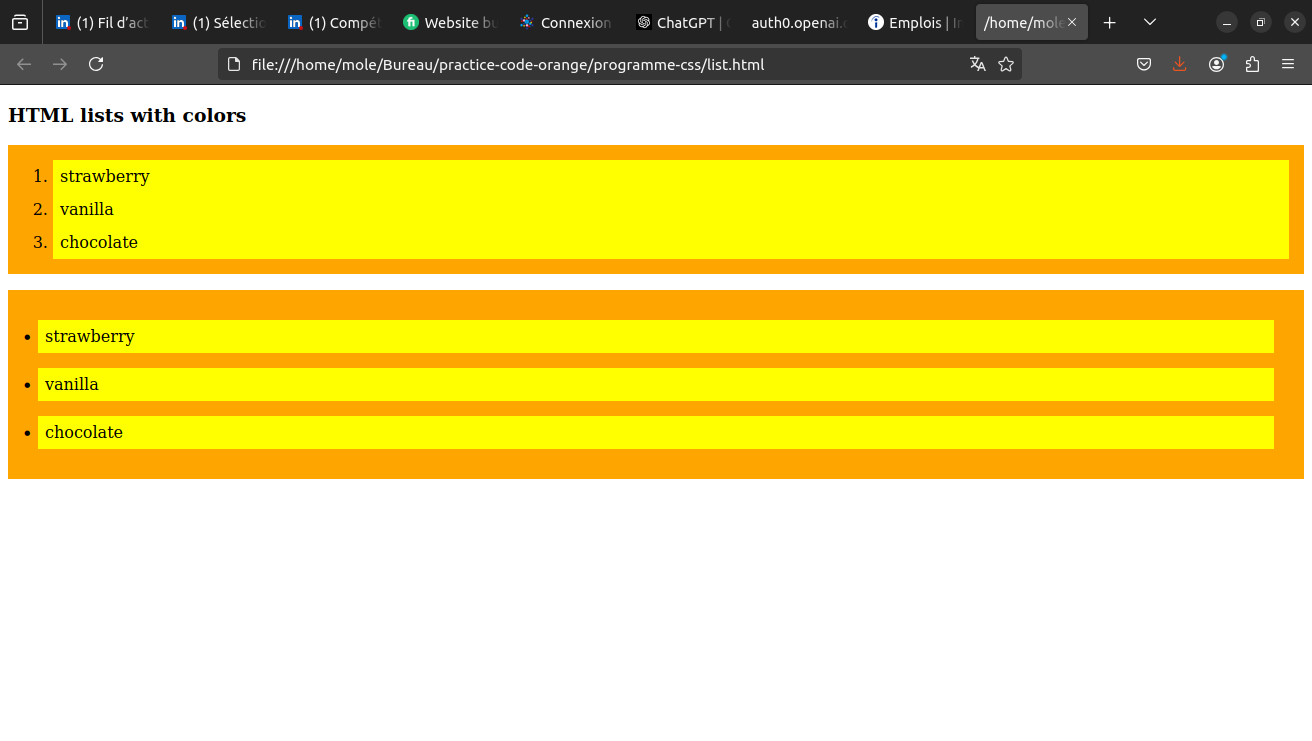 (1) Fil d'act
(1) Sélectio
(1) Compét
Website bu
Connexion
ChatGPT |
auth0.openai.c
Emplois | In
/home/mole
file:///home/mole/Bureau/practice-code-orange/programme-css/list.html
HTML lists with colors
1. strawberry
2. vanilla
3. chocolate
• strawberry
• vanilla
• chocolate